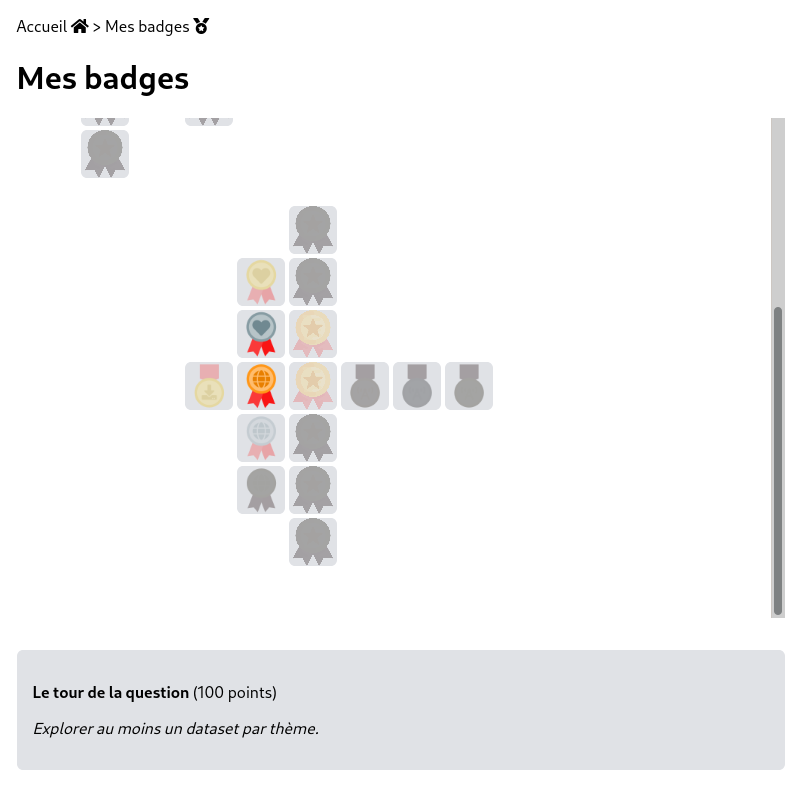 Accueil > Mes badges
Mes badges
Le tour de la question (100 points)
Explorer au moins un dataset par thème.